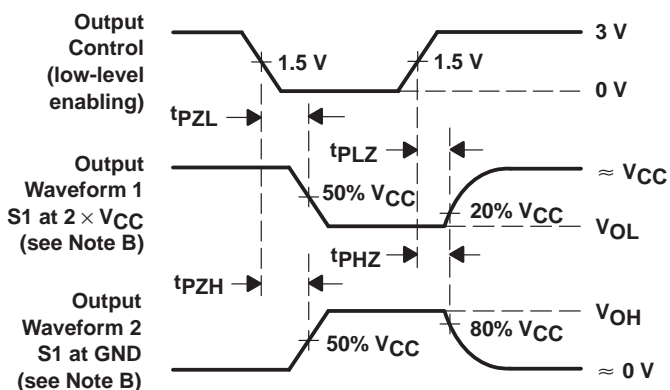 Output
Control
(low-level
enabling)
1.5 V
1.5 V
3 V
0 V
tPZL
tPLZ
Output
Waveform 1
S1 at 2 × VCC
(see Note B)
50% VCC
20% VCC
≈ VCC
VOL
tPZH
tPHZ
Output
Waveform 2
S1 at GND
(see Note B)
50% VCC
80% VCC
VOH
≈ 0 V